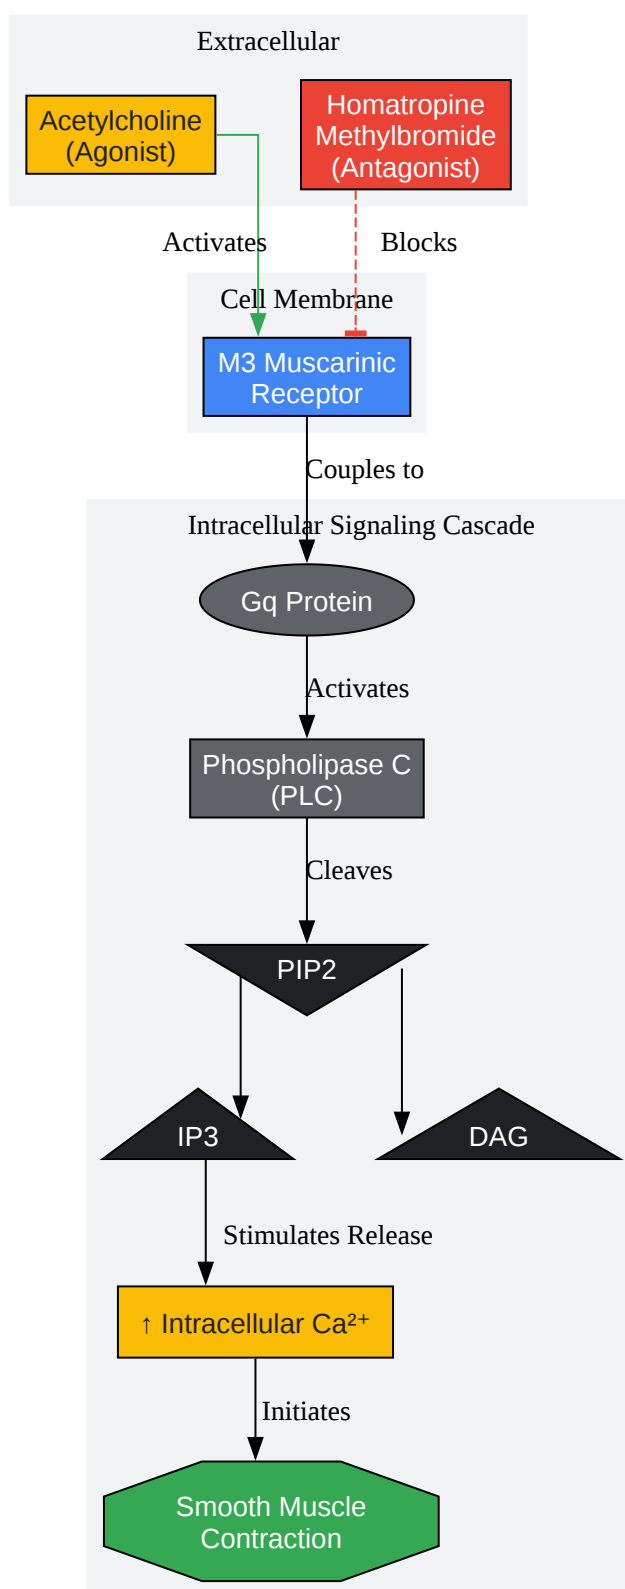 Extracellular
Acetylcholine
(Agonist)
Homatropine
Methylbromide
(Antagonist)
Activates
Blocks
Cell Membrane
M3 Muscarinic
Receptor
Couples to
Intracellular Signaling Cascade
Gq Protein
Activates
Phospholipase C
(PLC)
Cleaves
PIP2
IP3
DAG
Stimulates Release
↑ Intracellular Ca²⁺
Initiates
Smooth Muscle
Contraction